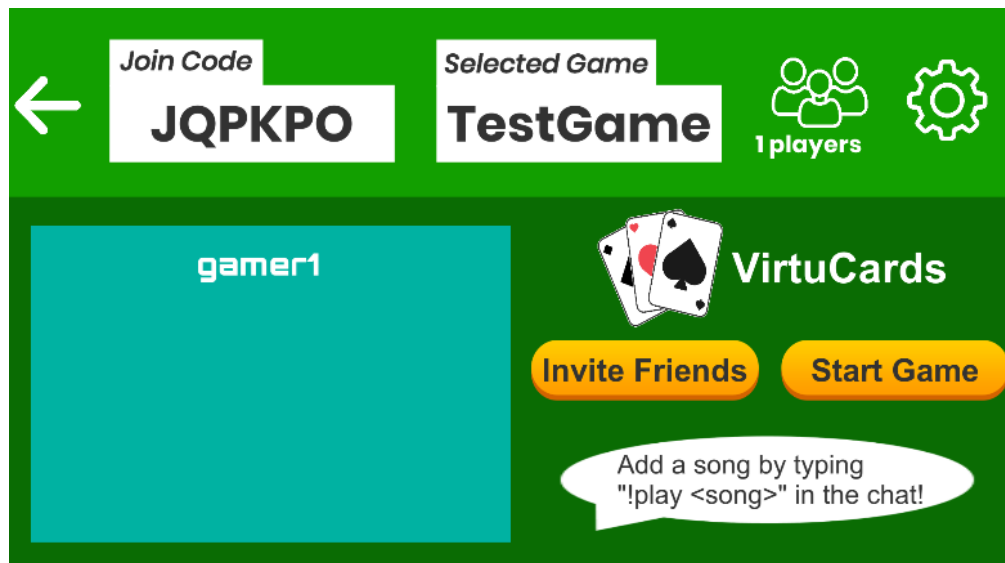 Join Code
JQPKPO
Selected Game
TestGame
1 players
gamer1
VirtuCards
Invite Friends
Start Game
Add a song by typing
"!play <song>" in the chat!